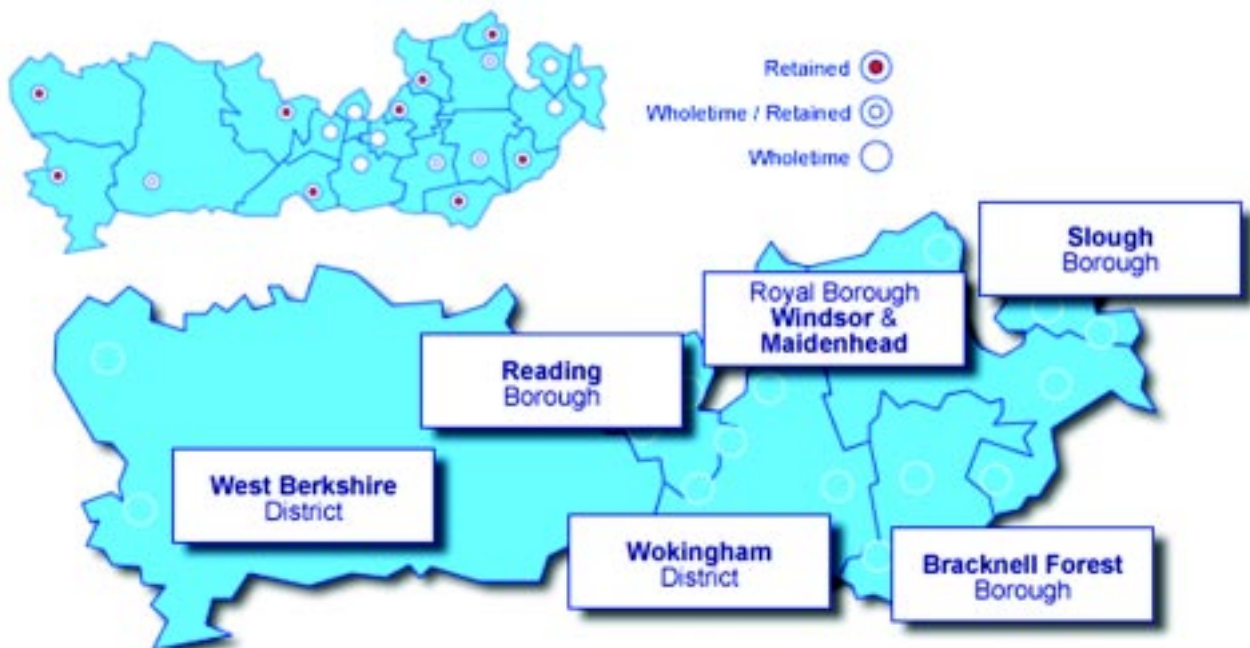 Retained
Wholetime / Retained
Wholetime
Slough
Borough
Royal Borough
Windsor &
Maidenhead
Reading
Borough
West Berkshire
District
Wokingham
District
Bracknell Forest
Borough